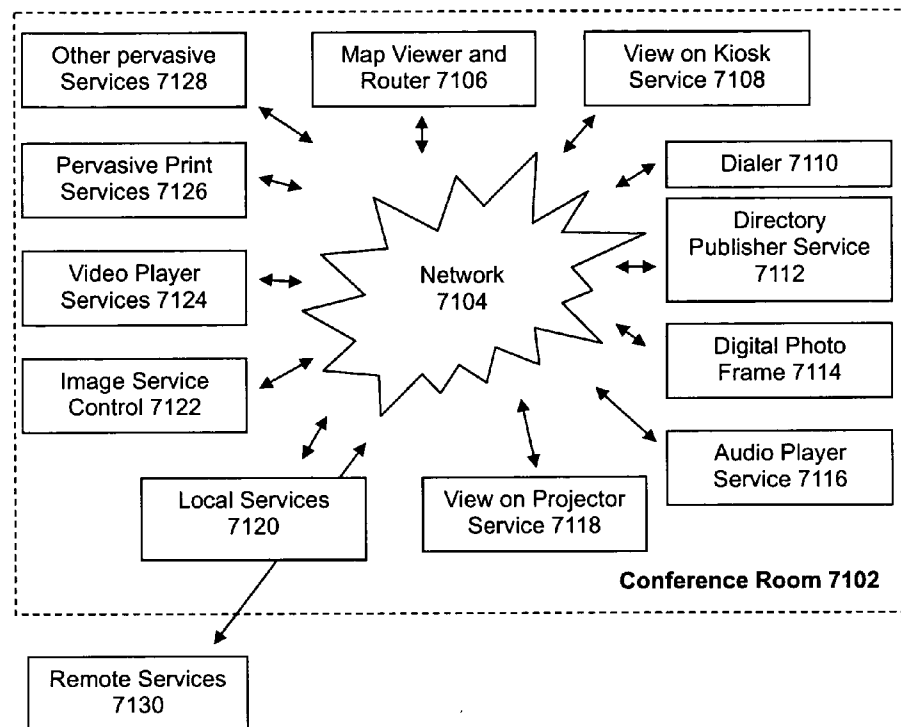 Other pervasive
Services 7128
Map Viewer and
Router 7106
View on Kiosk
Service 7108
Pervasive Print
Services 7126
Dialer 7110
Directory
Publisher Service
7112
Video Player
Services 7124
Network
7104
Image Service
Control 7122
Digital Photo
Frame 7114
Local Services
7120
View on Projector
Service 7118
Audio Player
Service 7116
Conference Room 7102
Remote Services
7130